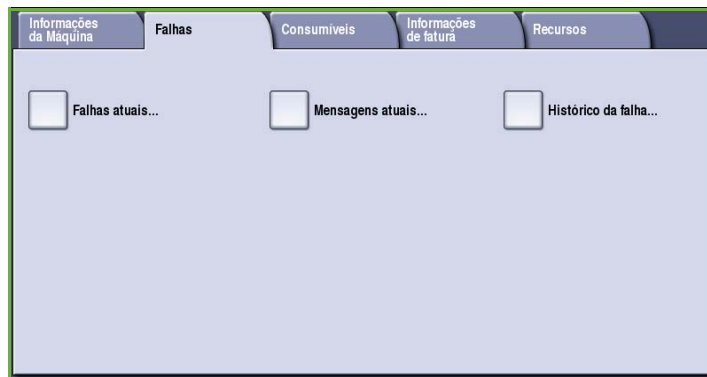 Informações
da Máquina
Falhas
Consumíveis
Informações
de fatura
Recursos
Falhas atuais...
Mensagens atuais...
Histórico da falha...